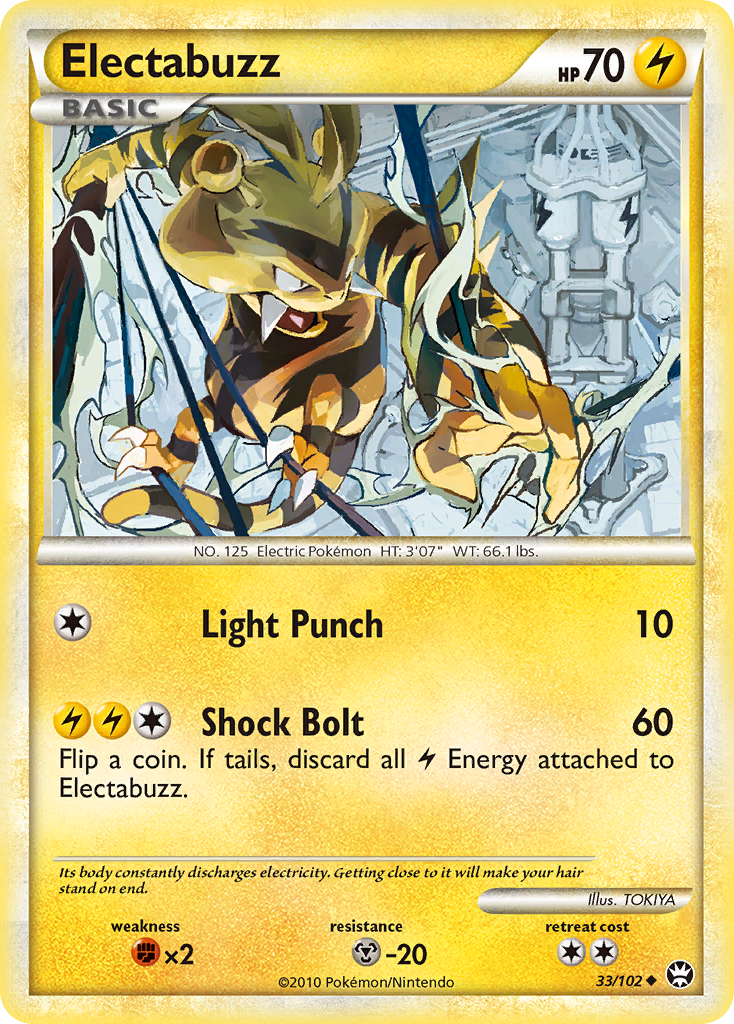 Electabuzz
HP 70
BASIC
NO. 125 Electric Pokémon HT: 3'07" WT: 66.1 lbs.
Light Punch 10
Shock Bolt 60
Flip a coin. If tails, discard all Energy attached to
Electabuzz.
Its body constantly discharges electricity. Getting close to it will make your hair
stand on end.
Illus. TOKIYA
weakness resistance retreat cost
×2 -20
©2010 Pokémon/Nintendo 33/102